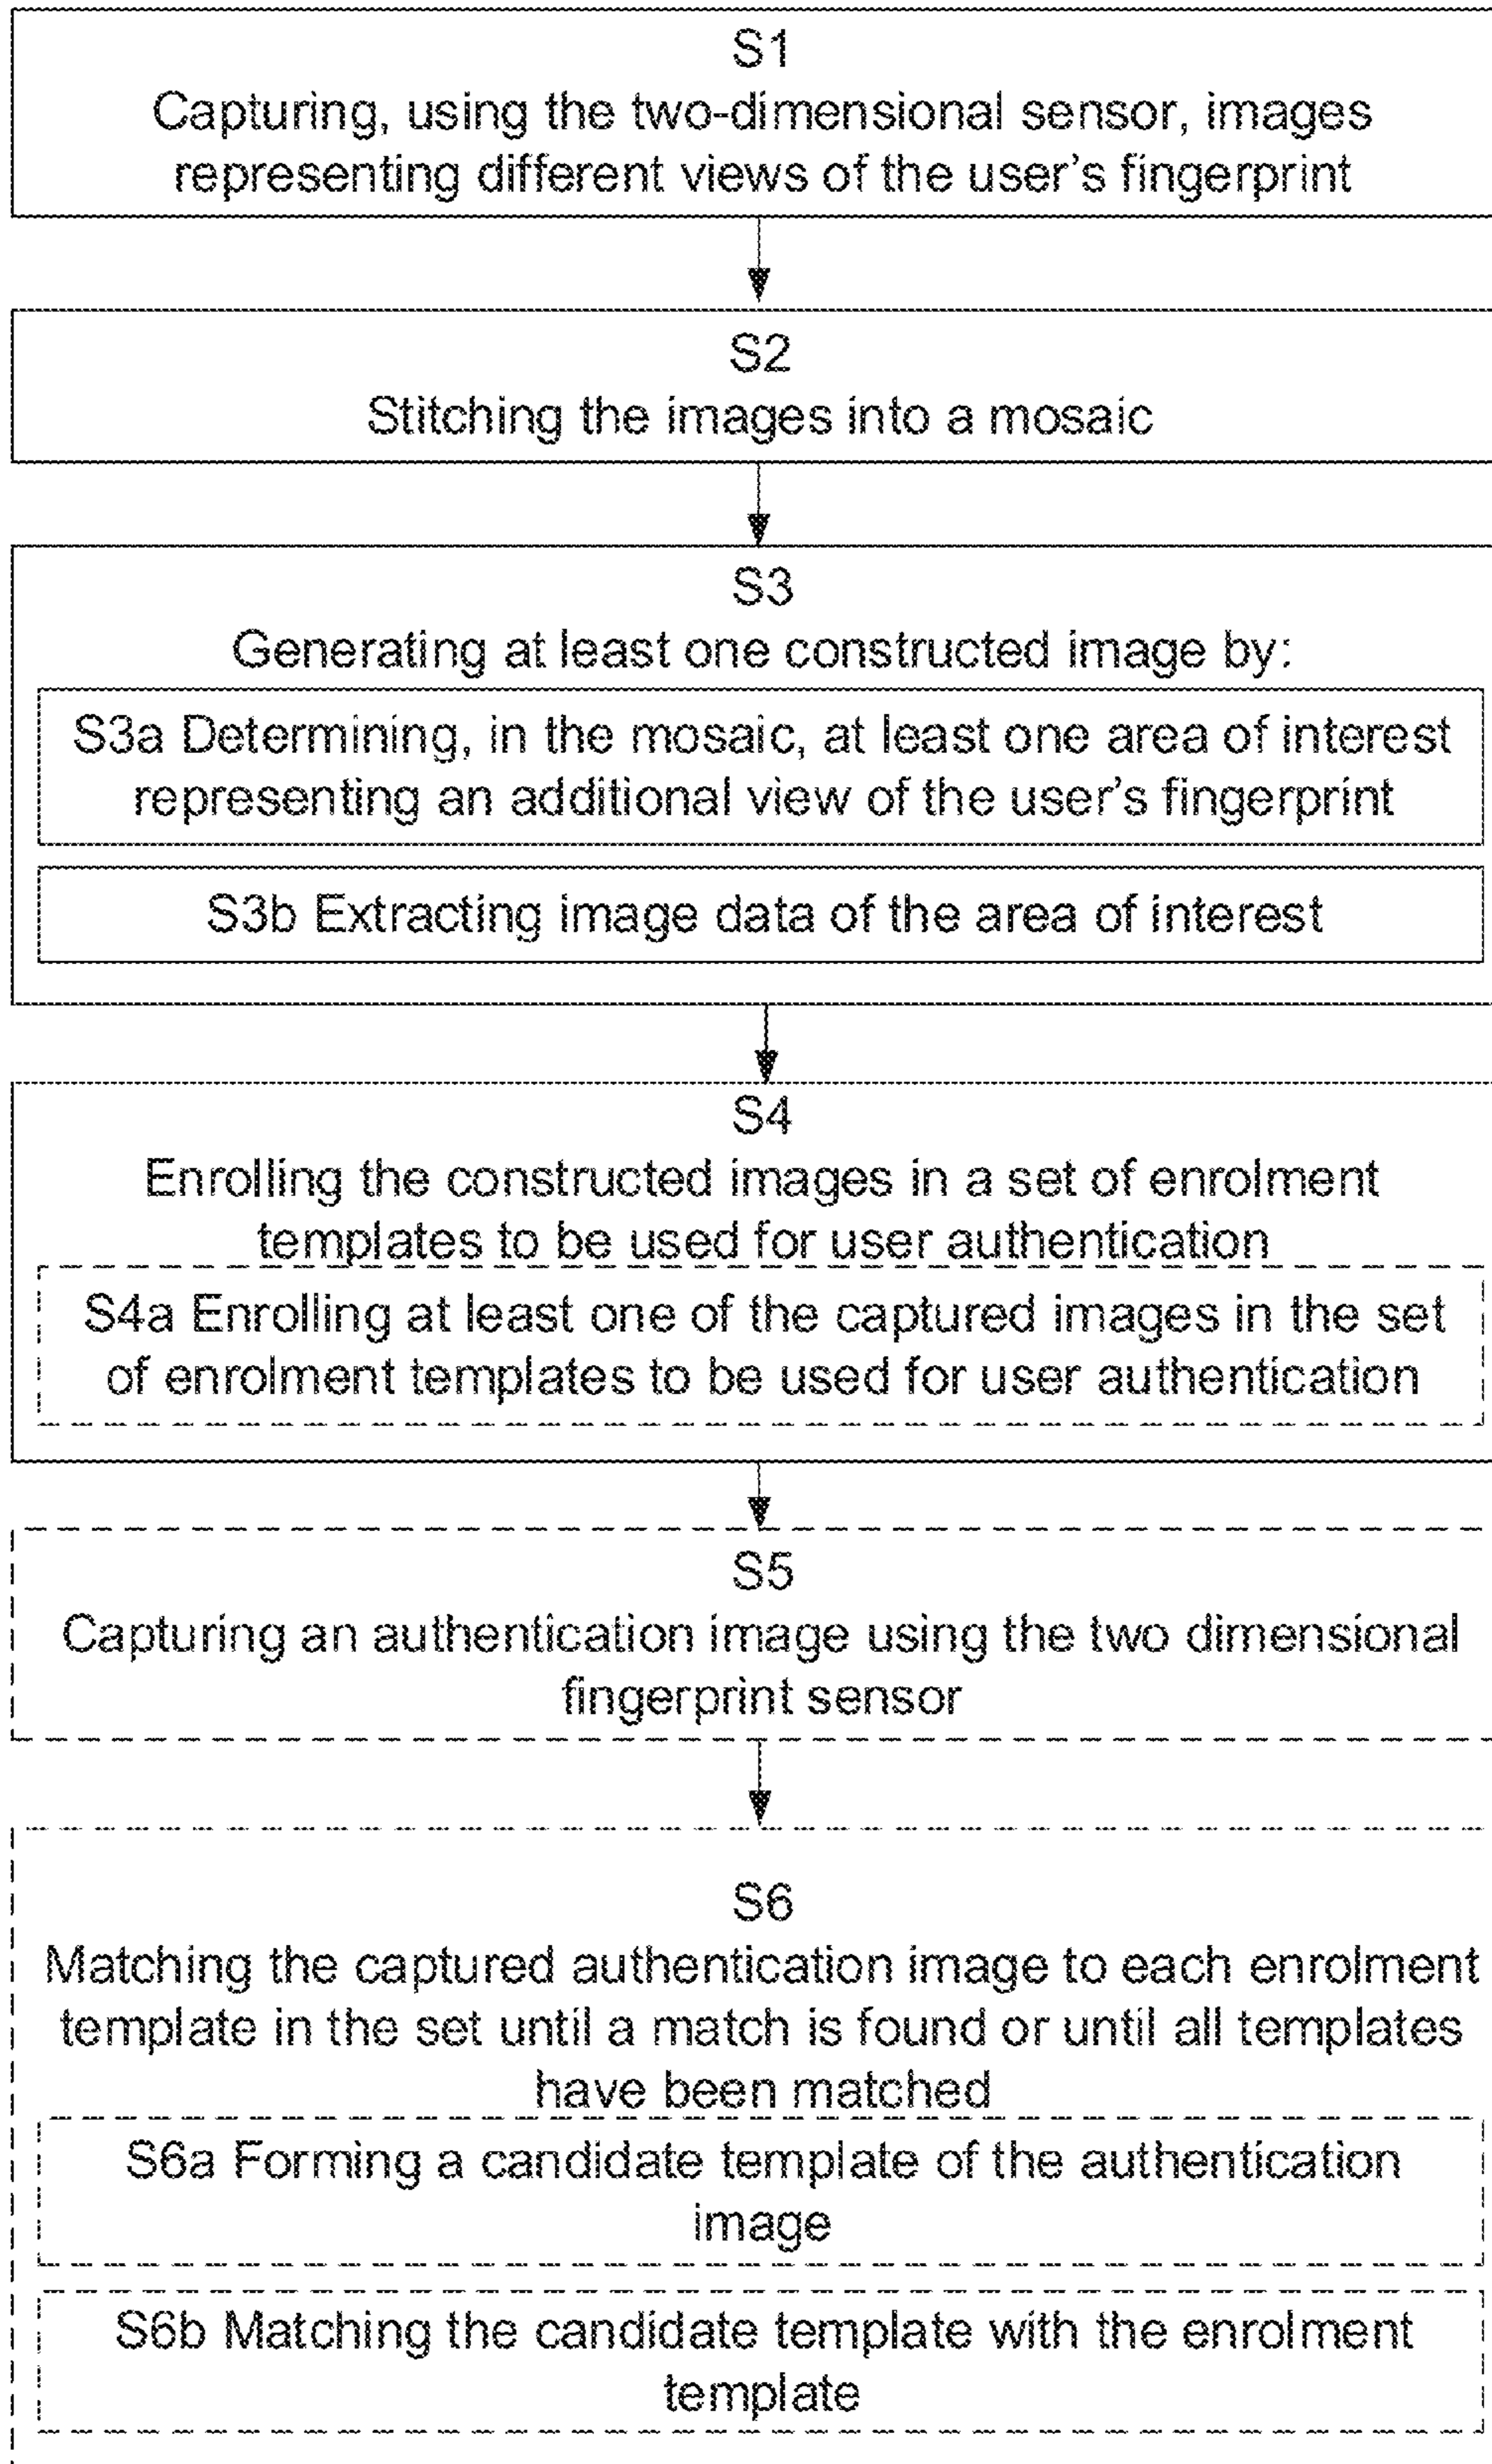 S1
Capturing, using the two-dimensional sensor, images
representing different views of the user's fingerprint
S2
Stitching the images into a mosaic
S3
Generating at least one constructed image by:
S3a Determining, in the mosaic, at least one area of interest
representing an additional view of the user's fingerprint
S3b Extracting image data of the area of interest
S4
Enrolling the constructed images in a set of enrolment
templates to be used for user authentication
S4a Enrolling at least one of the captured images in the set
of enrolment templates to be used for user authentication
S5
Capturing an authentication image using the two dimensional
fingerprint sensor
S6
Matching the captured authentication image to each enrolment
template in the set until a match is found or until all templates
have been matched
S6a Forming a candidate template of the authentication
image
S6b Matching the candidate template with the enrolment
template